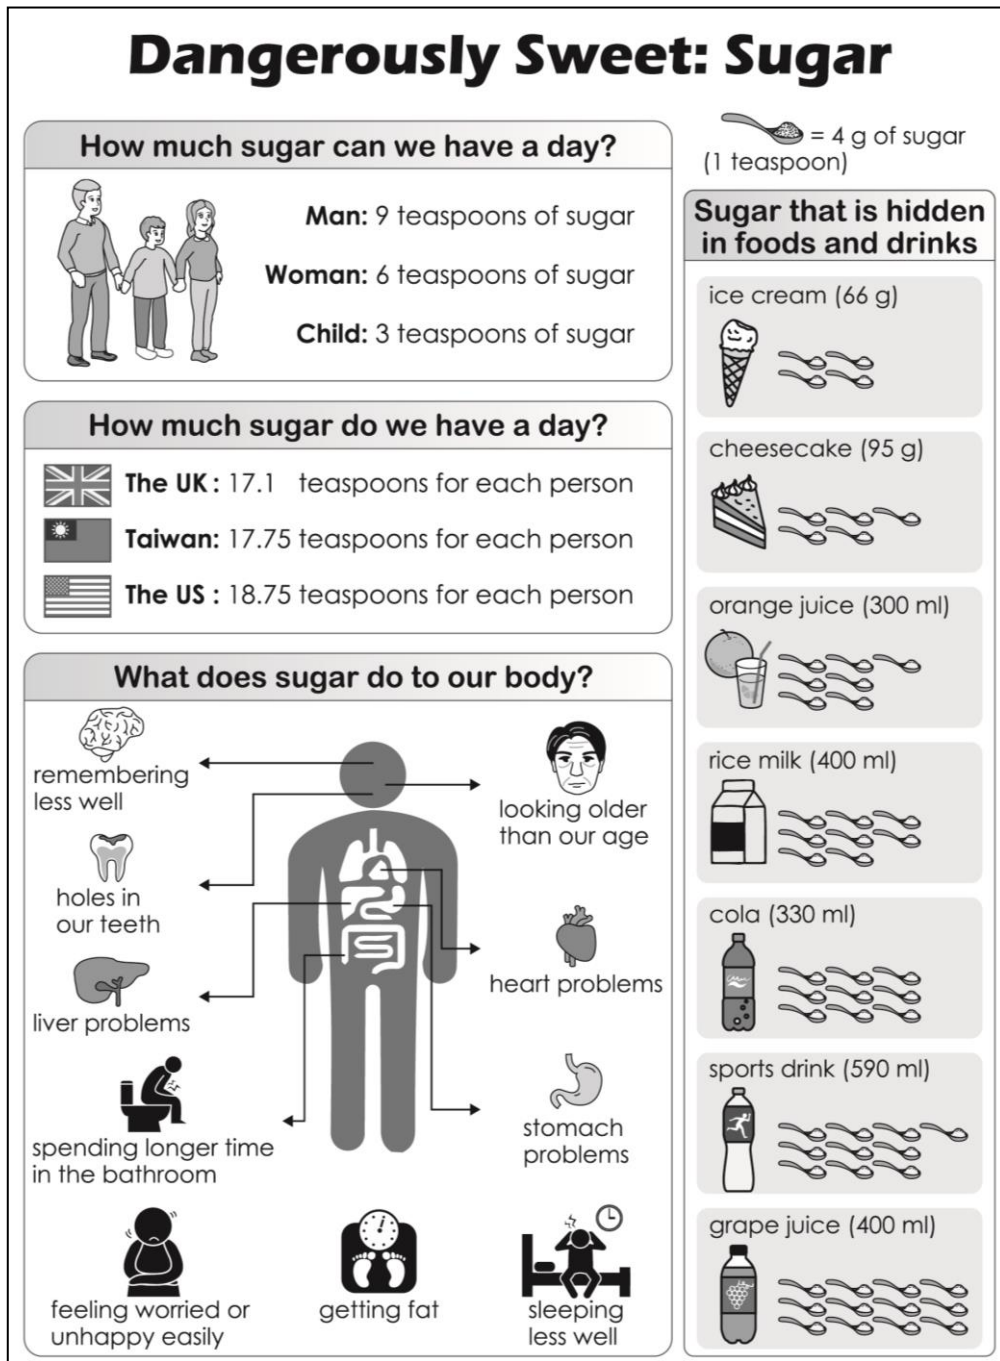 Dangerously Sweet: Sugar
How much sugar can we have a day?
Man: 9 teaspoons of sugar
Woman: 6 teaspoons of sugar
Child: 3 teaspoons of sugar
How much sugar do we have a day?
The UK : 17.1 teaspoons for each person
Taiwan: 17.75 teaspoons for each person
The US : 18.75 teaspoons for each person
What does sugar do to our body?
remembering
less well
looking older
than our age
holes in
our teeth
heart problems
liver problems
stomach
problems
spending longer time
in the bathroom
feeling worried or
unhappy easily
getting fat
sleeping
less well
= 4 g of sugar
(1 teaspoon)
Sugar that is hidden
in foods and drinks
ice cream (66 g)
cheesecake (95 g)
orange juice (300 ml)
rice milk (400 ml)
cola (330 ml)
sports drink (590 ml)
grape juice (400 ml)